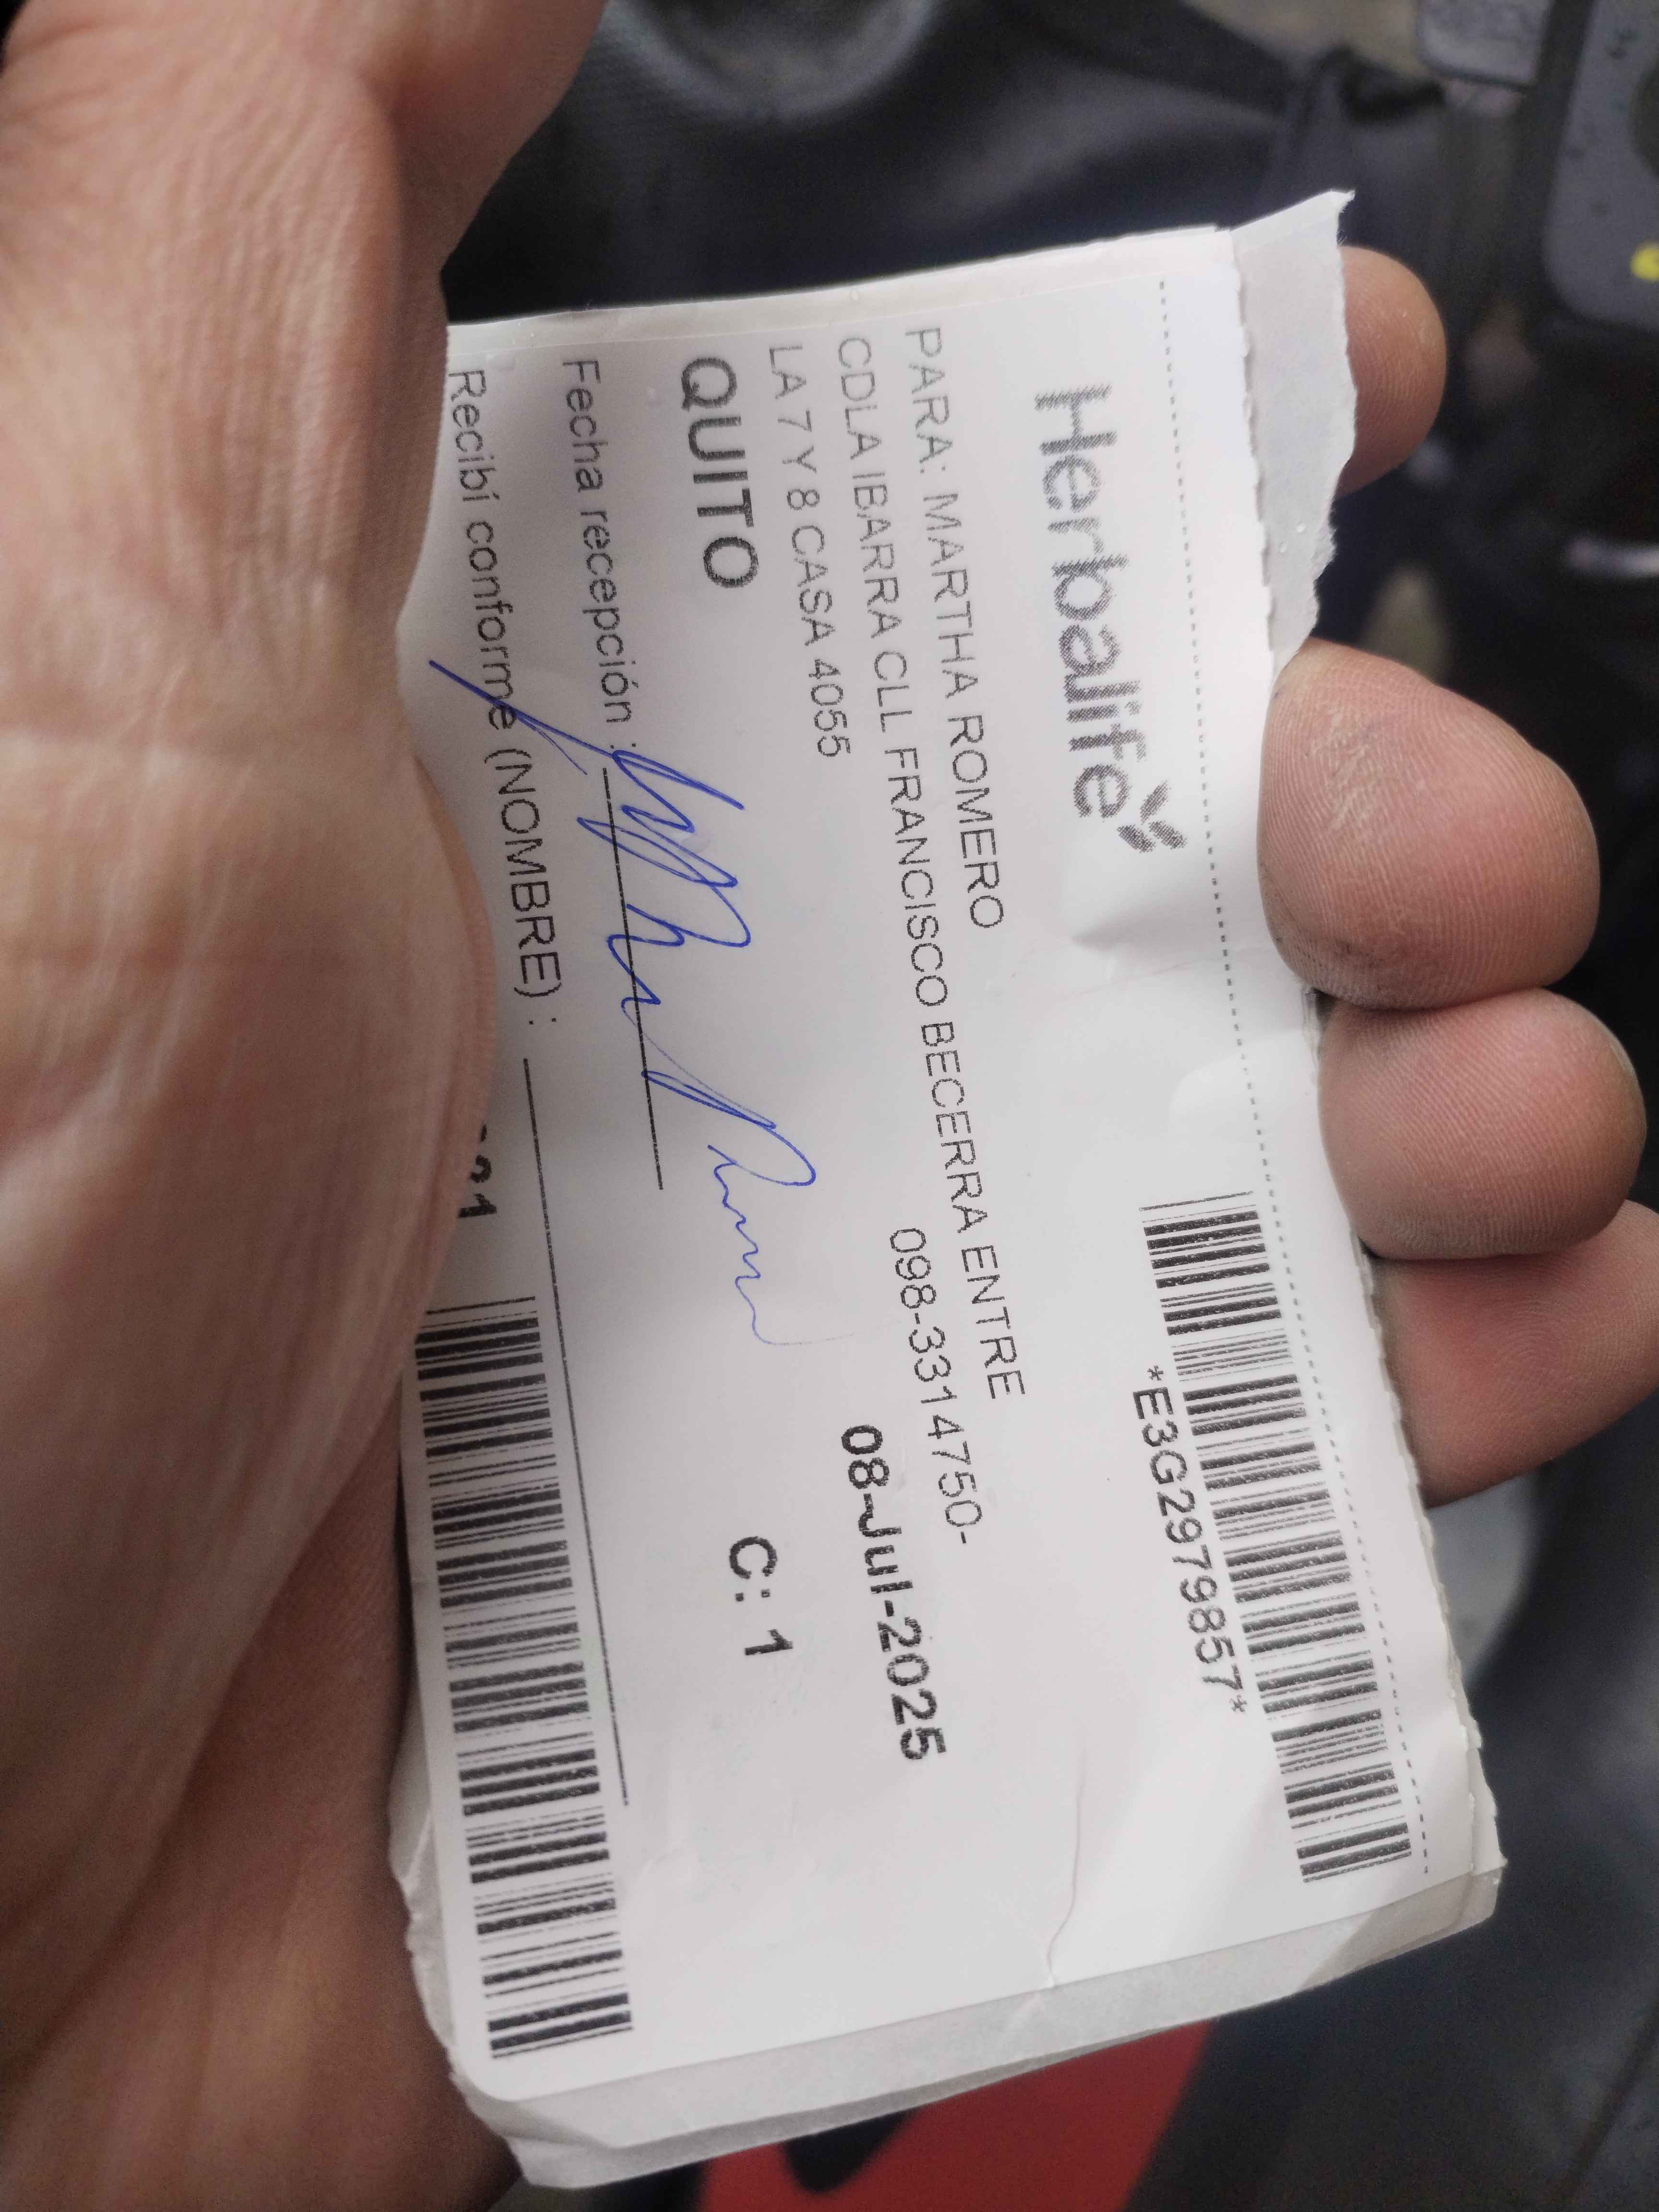 Herbalife
*E3G2979857*
PARA: MARTHA ROMERO
CDLA IBARRA CLL FRANCISCO BECERRA ENTRE
LA 7 Y 8 CASA 4055
098-3314750-
QUITO
08-Jul-2025
C: 1
Fecha recepción :
Recibí conforme (NOMBRE) :